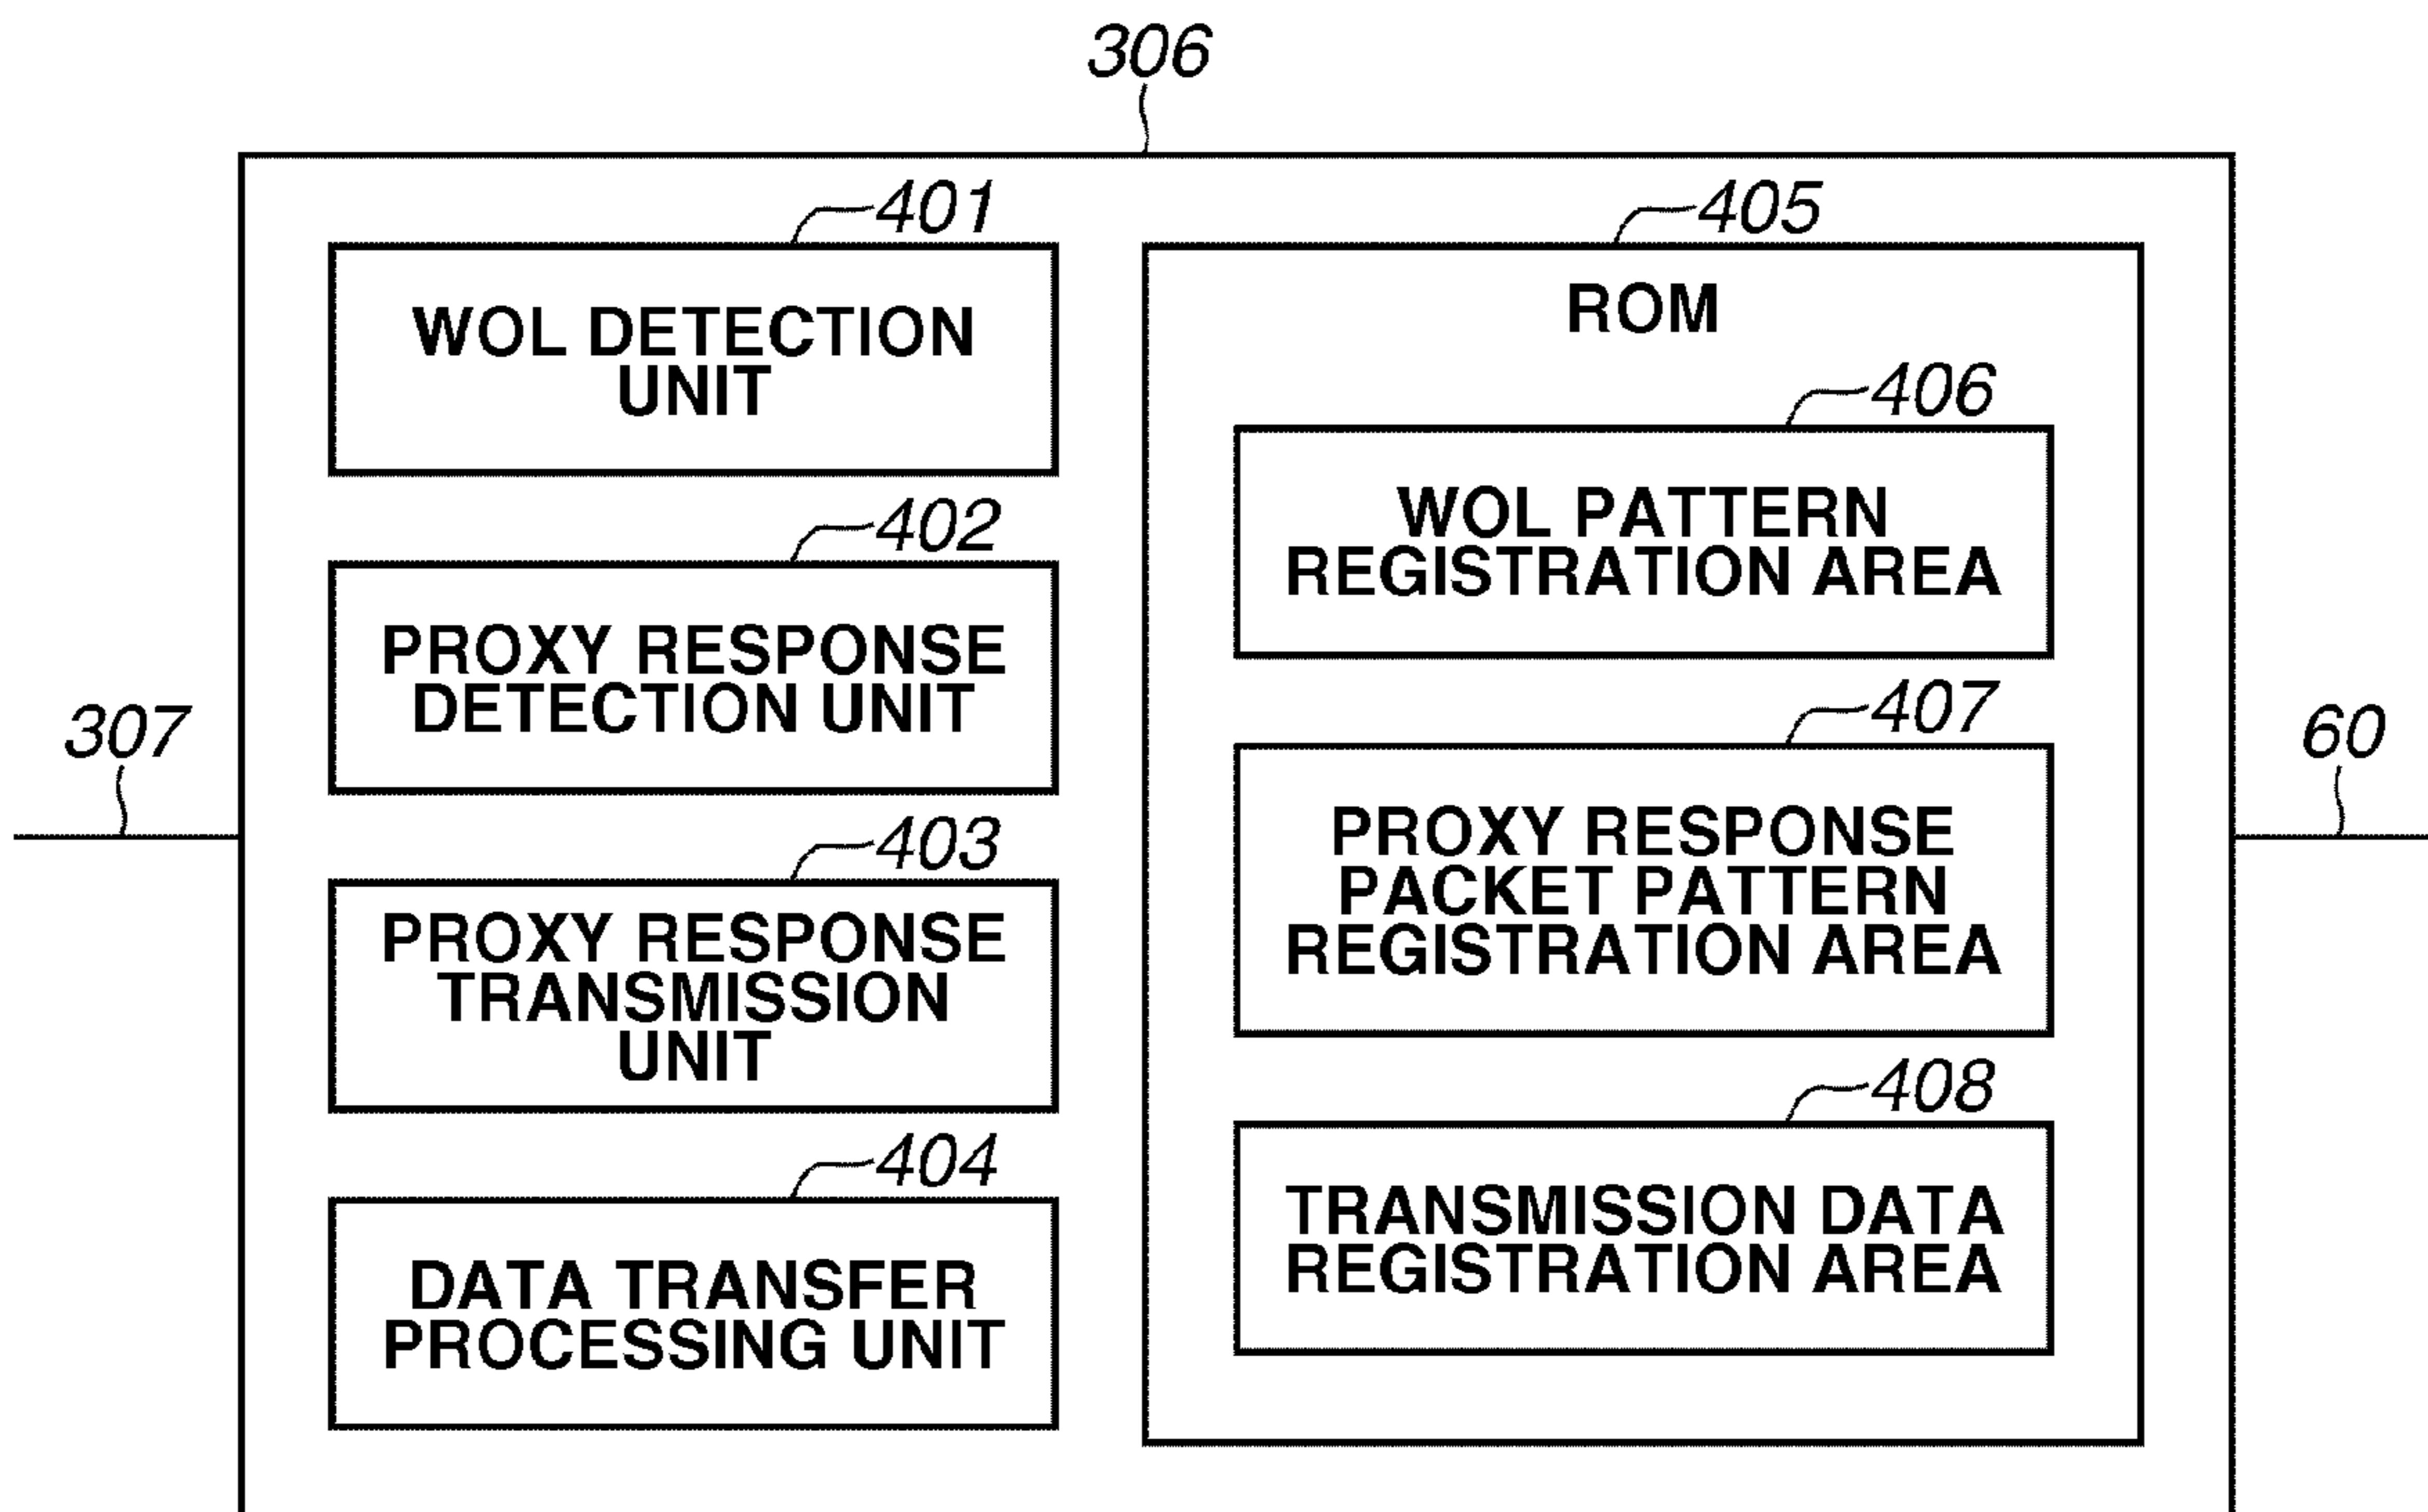 306
401
WOL DETECTION
UNIT
402
PROXY RESPONSE
DETECTION UNIT
403
PROXY RESPONSE
TRANSMISSION
UNIT
404
DATA TRANSFER
PROCESSING UNIT
405
ROM
406
WOL PATTERN
REGISTRATION AREA
407
PROXY RESPONSE
PACKET PATTERN
REGISTRATION AREA
408
TRANSMISSION DATA
REGISTRATION AREA
307
60